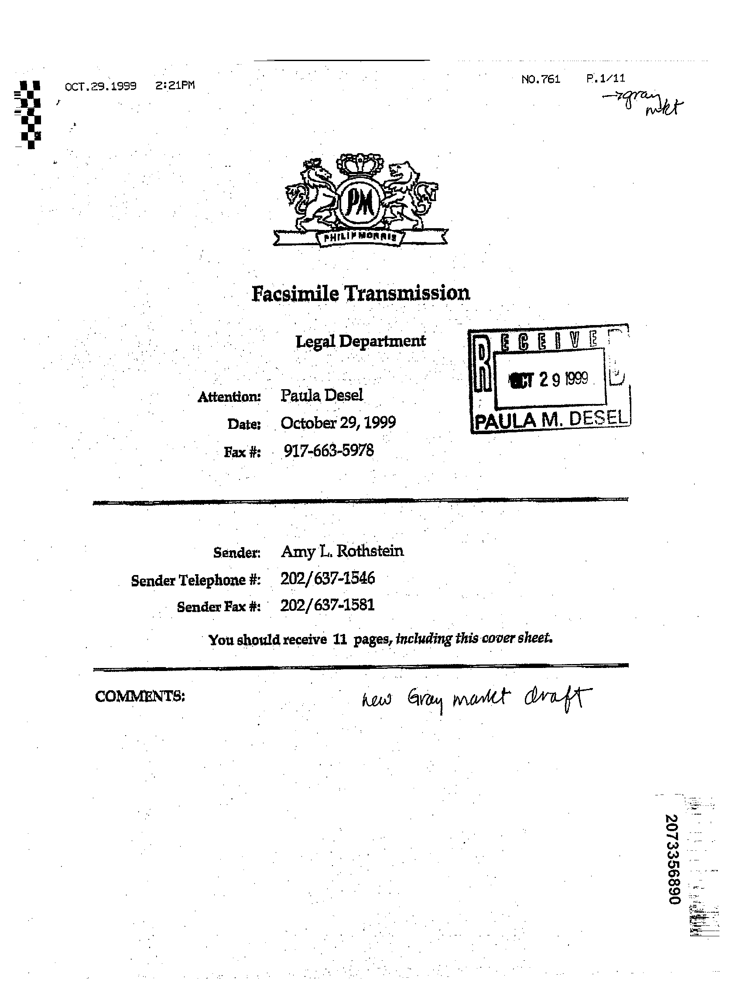 OCT.29.1999 2:21PM NO.761 P.1/11
→gray
mkt
PM
PHILIP MORRIS
Facsimile Transmission
Legal Department
RECEIVED
OCT 29 1999
PAULA M. DESEL
Attention: Paula Desel
Date: October 29, 1999
Fax #: 917-663-5978
Sender: Amy L. Rothstein
Sender Telephone #: 202/637-1546
Sender Fax #: 202/637-1581
You should receive 11 pages, including this cover sheet.
COMMENTS: new Gray market draft
2073356890